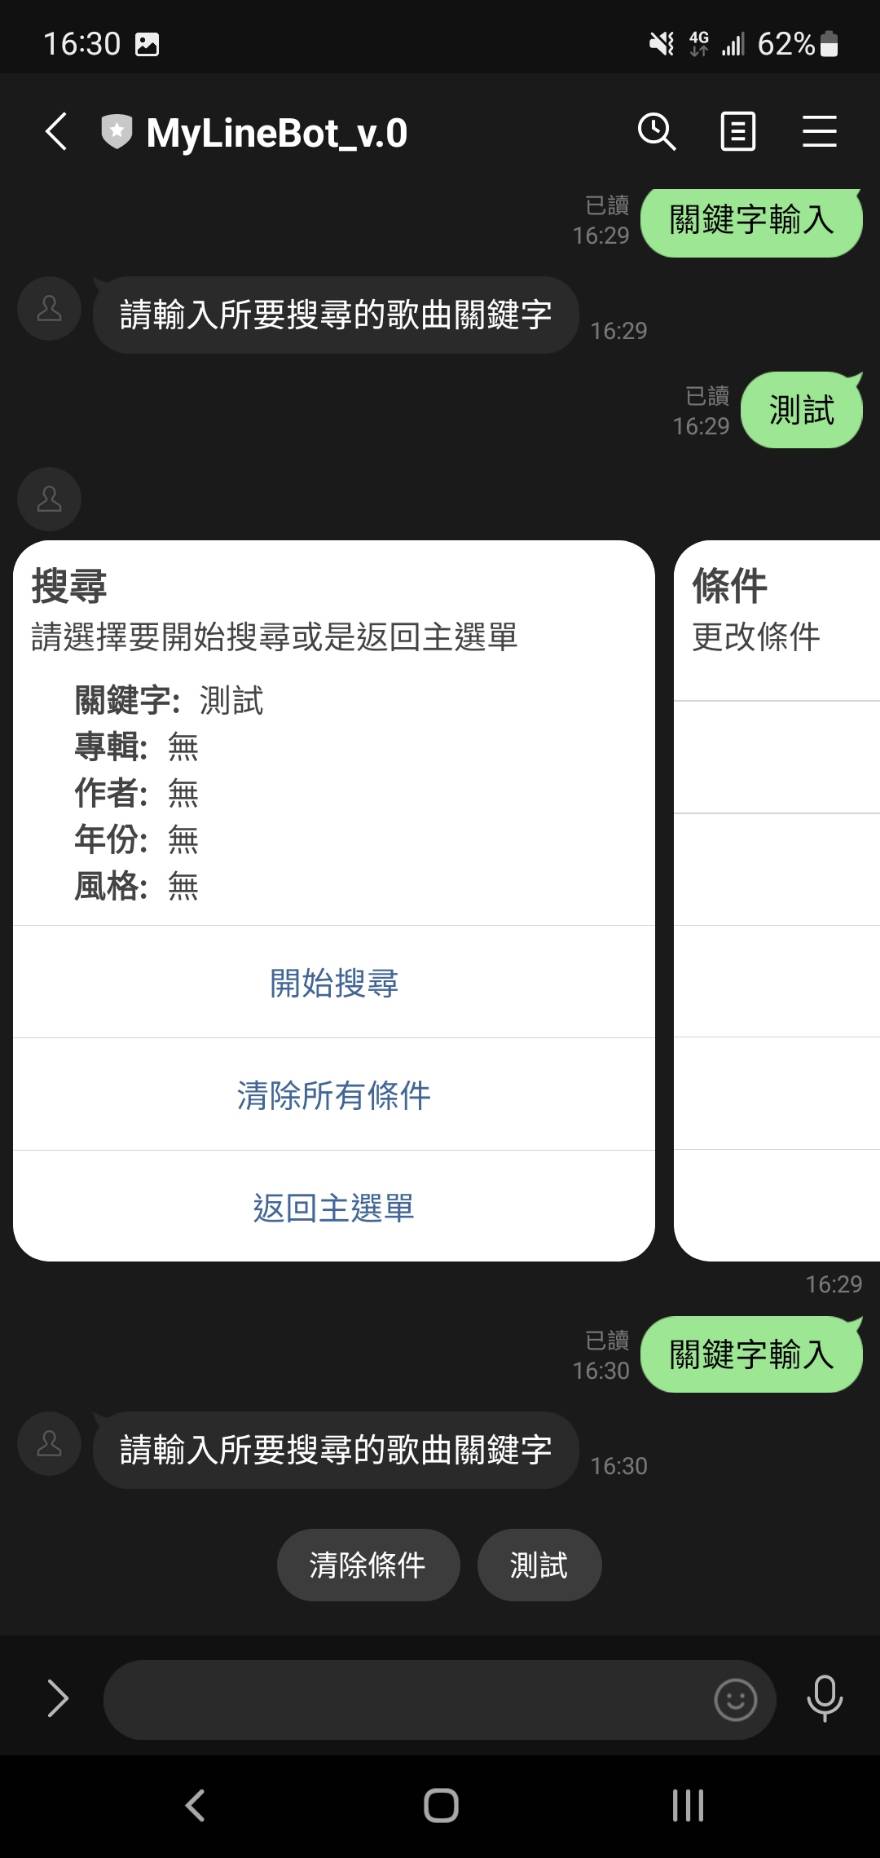 16:30
4G
62%
MyLineBot_v.0
已讀
16:29
關鍵字輸入
請輸入所要搜尋的歌曲關鍵字
16:29
已讀
16:29
測試
搜尋
請選擇要開始搜尋或是返回主選單
關鍵字: 測試
專輯: 無
作者: 無
年份: 無
風格: 無
開始搜尋
清除所有條件
返回主選單
條件
更改條件
16:29
已讀
16:30
關鍵字輸入
請輸入所要搜尋的歌曲關鍵字
16:30
清除條件
測試